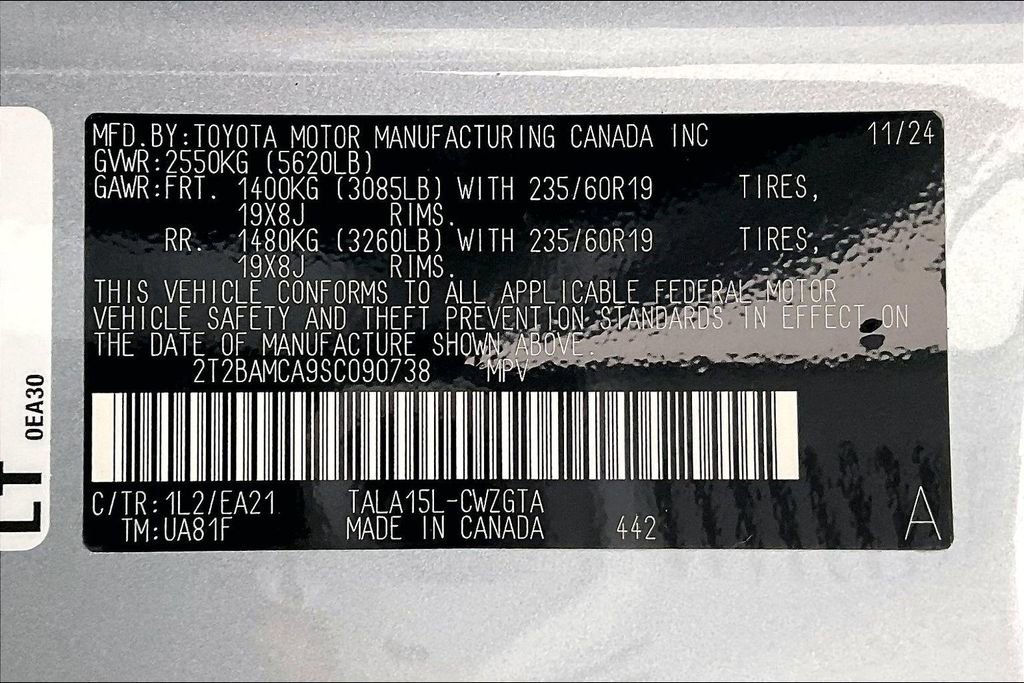 MFD.BY:TOYOTA MOTOR MANUFACTURING CANADA INC 11/24
GVWR:2550KG (5620LB)
GAWR:FRT. 1400KG (3085LB) WITH 235/60R19 TIRES,
19X8J RIMS.
RR. 1480KG (3260LB) WITH 235/60R19 TIRES,
19X8J RIMS.
THIS VEHICLE CONFORMS TO ALL APPLICABLE FEDERAL MOTOR
VEHICLE SAFETY AND THEFT PREVENTION STANDARDS IN EFFECT ON
THE DATE OF MANUFACTURE SHOWN ABOVE.
2T2BAMCA9SC090738 MPV
C/TR:1L2/EA21 TALA15L-CWZGTA
TM:UA81F MADE IN CANADA 442 A
0EA30